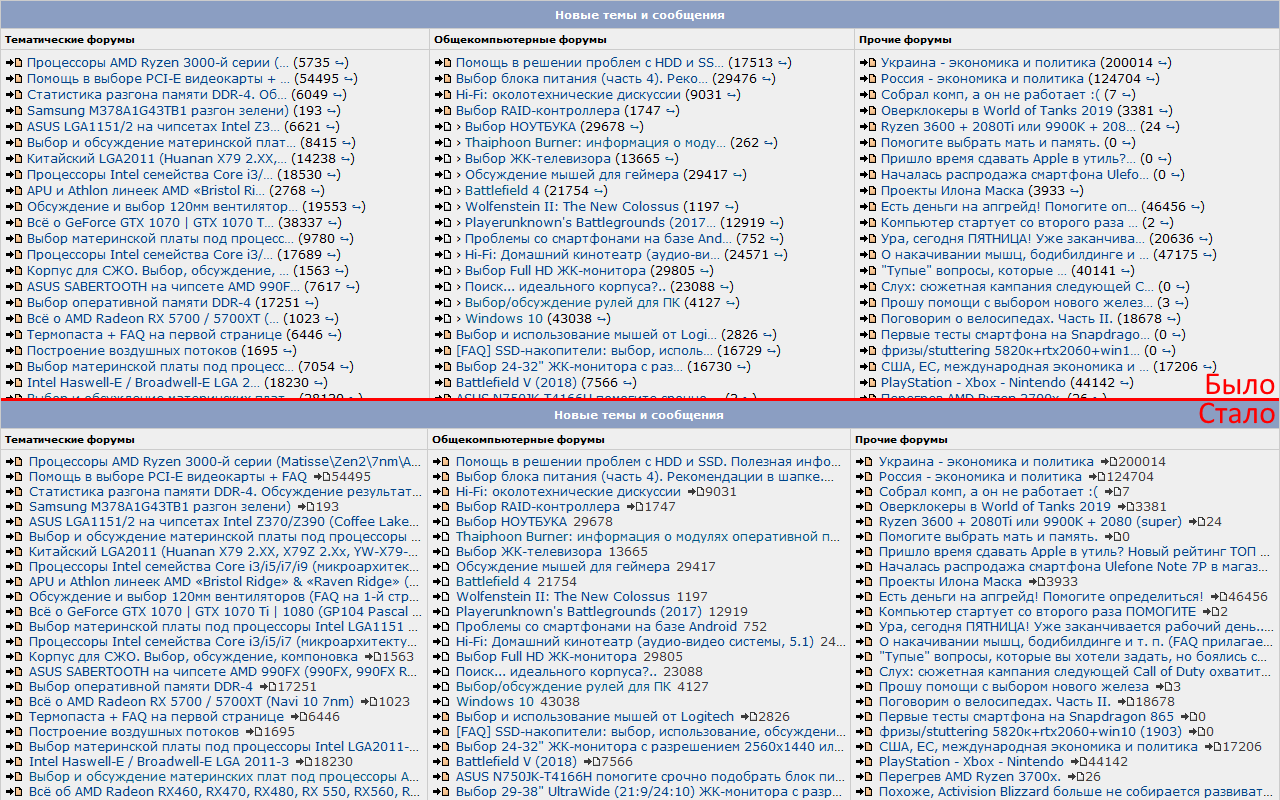 Новые темы и сообщения
Тематические форумы
Процессоры AMD Ryzen 3000-й серии (... (5735 ↪)
Помощь в выборе PCI-E видеокарты + ... (54495 ↪)
Статистика разгона памяти DDR-4. Об... (6049 ↪)
Samsung M378A1G43TB1 разгон зелени) (193 ↪)
ASUS LGA1151/2 на чипсетах Intel Z3... (6621 ↪)
Выбор и обсуждение материнской плат... (8415 ↪)
Китайский LGA2011 (Huanan X79 2.XX,... (14238 ↪)
Процессоры Intel семейства Core i3/... (18530 ↪)
APU и Athlon линеек AMD «Bristol Ri... (2768 ↪)
Обсуждение и выбор 120мм вентилятор... (19553 ↪)
Всё о GeForce GTX 1070 | GTX 1070 T... (38337 ↪)
Выбор материнской платы под процесс... (9780 ↪)
Процессоры Intel семейства Core i3/... (17689 ↪)
Корпус для СЖО. Выбор, обсуждение, ... (1563 ↪)
ASUS SABERTOOTH на чипсете AMD 990F... (7617 ↪)
Выбор оперативной памяти DDR-4 (17251 ↪)
Всё о AMD Radeon RX 5700 / 5700XT (... (1023 ↪)
Термопаста + FAQ на первой странице (6446 ↪)
Построение воздушных потоков (1695 ↪)
Выбор материнской платы под процесс... (7054 ↪)
Intel Haswell-E / Broadwell-E LGA 2... (18230 ↪)
Выбор и обсуждение материнских плат... (28120 ↪)
Общекомпьютерные форумы
Помощь в решении проблем с HDD и SS... (17513 ↪)
Выбор блока питания (часть 4). Реко... (29476 ↪)
Hi-Fi: околотехнические дискуссии (9031 ↪)
Выбор RAID-контроллера (1747 ↪)
› Выбор НОУТБУКА (29678 ↪)
› Thaiphoon Burner: информация о моду... (262 ↪)
› Выбор ЖК-телевизора (13665 ↪)
› Обсуждение мышей для геймера (29417 ↪)
› Battlefield 4 (21754 ↪)
› Wolfenstein II: The New Colossus (1197 ↪)
› Playerunknown's Battlegrounds (2017... (12919 ↪)
› Проблемы со смартфонами на базе And... (752 ↪)
› Hi-Fi: Домашний кинотеатр (аудио-ви... (24571 ↪)
› Выбор Full HD ЖК-монитора (29805 ↪)
› Поиск... идеального корпуса?.. (23088 ↪)
› Выбор/обсуждение рулей для ПК (4127 ↪)
› Windows 10 (43038 ↪)
Выбор и использование мышей от Logi... (2826 ↪)
[FAQ] SSD-накопители: выбор, исполь... (16729 ↪)
Выбор 24-32" ЖК-монитора с раз... (16730 ↪)
Battlefield V (2018) (7566 ↪)
ASUS N750JK-T4166H помогите срочно... (3 ↪)
Прочие форумы
Украина - экономика и политика (200014 ↪)
Россия - экономика и политика (124704 ↪)
Собрал комп, а он не работает :( (7 ↪)
Оверклокеры в World of Tanks 2019 (3381 ↪)
Ryzen 3600 + 2080Ti или 9900K + 208... (24 ↪)
Помогите выбрать мать и память. (0 ↪)
Пришло время сдавать Apple в утиль?... (0 ↪)
Началась распродажа смартфона Ulefo... (0 ↪)
Проекты Илона Маска (3933 ↪)
Есть деньги на апгрейд! Помогите оп... (46456 ↪)
Компьютер стартует со второго раза ... (2 ↪)
Ура, сегодня ПЯТНИЦА! Уже заканчива... (20636 ↪)
О накачивании мышц, бодибилдинге и ... (47175 ↪)
"Тупые" вопросы, которые ... (40141 ↪)
Слух: сюжетная кампания следующей C... (0 ↪)
Прошу помощи с выбором нового желез... (3 ↪)
Поговорим о велосипедах. Часть II. (18678 ↪)
Первые тесты смартфона на Snapdrago... (0 ↪)
фризы/stuttering 5820к+rtx2060+win1... (0 ↪)
США, ЕС, международная экономика и ... (17206 ↪)
PlayStation - Xbox - Nintendo (44142 ↪)
Перегрев AMD Ryzen 3700x. (26 ↪)
Было
Стало
Новые темы и сообщения
Тематические форумы
Процессоры AMD Ryzen 3000-й серии (Matisse\Zen2\7nm\A...
Помощь в выборе PCI-E видеокарты + FAQ 54495
Статистика разгона памяти DDR-4. Обсуждение результат...
Samsung M378A1G43TB1 разгон зелени) 193
ASUS LGA1151/2 на чипсетах Intel Z370/Z390 (Coffee Lake...
Выбор и обсуждение материнской платы под процессоры ...
Китайский LGA2011 (Huanan X79 2.XX, X79Z 2.Xx, YW-X79-...
Процессоры Intel семейства Core i3/i5/i7/i9 (микроархитек...
APU и Athlon линеек AMD «Bristol Ridge» & «Raven Ridge» (...
Обсуждение и выбор 120мм вентиляторов (FAQ на 1-й стр...
Всё о GeForce GTX 1070 | GTX 1070 Ti | 1080 (GP104 Pascal ...
Выбор материнской платы под процессоры Intel LGA1151 ...
Процессоры Intel семейства Core i3/i5/i7 (микроархитекту...
Корпус для СЖО. Выбор, обсуждение, компоновка 1563
ASUS SABERTOOTH на чипсете AMD 990FX (990FX, 990FX R...
Выбор оперативной памяти DDR-4 17251
Всё о AMD Radeon RX 5700 / 5700XT (Navi 10 7nm) 1023
Термопаста + FAQ на первой странице 6446
Построение воздушных потоков 1695
Выбор материнской платы под процессоры Intel LGA2011-...
Intel Haswell-E / Broadwell-E LGA 2011-3 18230
Выбор и обсуждение материнских плат под процессоры A...
Всё об AMD Radeon RX460, RX470, RX480, RX 550, RX560, R...
Общекомпьютерные форумы
Помощь в решении проблем с HDD и SSD. Полезная инфо...
Выбор блока питания (часть 4). Рекомендации в шапке....
Hi-Fi: околотехнические дискуссии 9031
Выбор RAID-контроллера 1747
Выбор НОУТБУКА 29678
Thaiphoon Burner: информация о модулях оперативной п...
Выбор ЖК-телевизора 13665
Обсуждение мышей для геймера 29417
Battlefield 4 21754
Wolfenstein II: The New Colossus 1197
Playerunknown's Battlegrounds (2017) 12919
Проблемы со смартфонами на базе Android 752
Hi-Fi: Домашний кинотеатр (аудио-видео системы, 5.1) 24...
Выбор Full HD ЖК-монитора 29805
Поиск... идеального корпуса?.. 23088
Выбор/обсуждение рулей для ПК 4127
Windows 10 43038
Выбор и использование мышей от Logitech 2826
[FAQ] SSD-накопители: выбор, использование, обсуждени...
Выбор 24-32" ЖК-монитора с разрешением 2560x1440 ил...
Battlefield V (2018) 7566
ASUS N750JK-T4166H помогите срочно подобрать блок пи...
Выбор 29-38" UltraWide (21:9/24:10) ЖК-монитора с разр...
Прочие форумы
Украина - экономика и политика 200014
Россия - экономика и политика 124704
Собрал комп, а он не работает :( 7
Оверклокеры в World of Tanks 2019 3381
Ryzen 3600 + 2080Ti или 9900K + 2080 (super) 24
Помогите выбрать мать и память. 0
Пришло время сдавать Apple в утиль? Новый рейтинг ТОП ...
Началась распродажа смартфона Ulefone Note 7P в магаз...
Проекты Илона Маска 3933
Есть деньги на апгрейд! Помогите определиться! 46456
Компьютер стартует со второго раза ПОМОГИТЕ 2
Ура, сегодня ПЯТНИЦА! Уже заканчивается рабочий день....
О накачивании мышц, бодибилдинге и т. п. (FAQ прилагае...
"Тупые" вопросы, которые вы хотели задать, но боялись с...
Слух: сюжетная кампания следующей Call of Duty охватит...
Прошу помощи с выбором нового железа 3
Поговорим о велосипедах. Часть II. 18678
Первые тесты смартфона на Snapdragon 865 0
фризы/stuttering 5820к+rtx2060+win10 (1903) 0
США, ЕС, международная экономика и политика 17206
PlayStation - Xbox - Nintendo 44142
Перегрев AMD Ryzen 3700x. 26
Похоже, Activision Blizzard больше не собирается развиват...